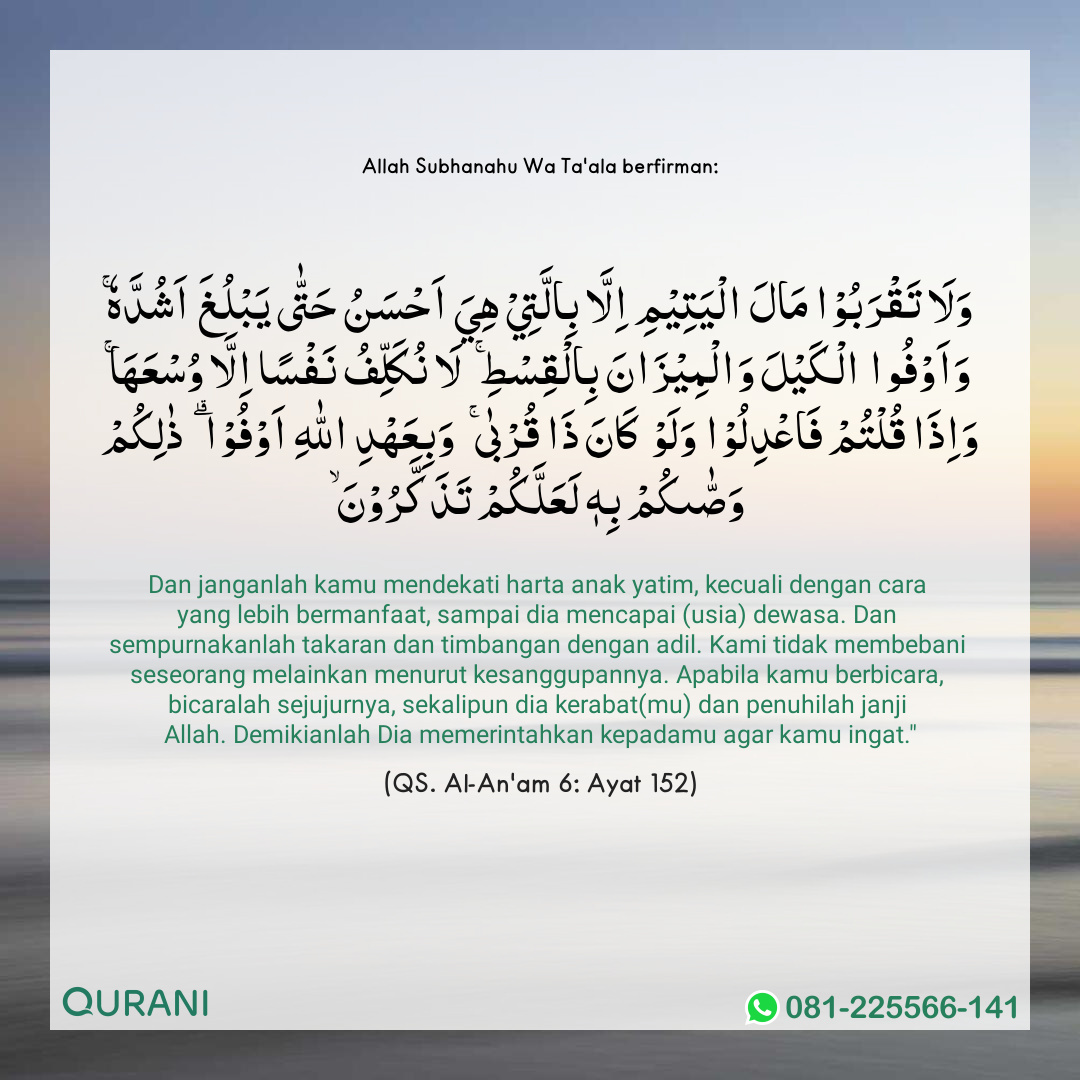 Allah Subhanahu Wa Ta'ala berfirman:
وَلَا تَقْرَبُوْا مَالَ الْيَتِيْمِ اِلَّا بِالَّتِيْ هِيَ اَحْسَنُ حَتّٰى يَبْلُغَ اَشُدَّهٗ ۚ
وَاَوْفُوا الْكَيْلَ وَالْمِيْزَانَ بِالْقِسْطِ ۚ لَا نُكَلِّفُ نَفْسًا اِلَّا وُسْعَهَا ۚ
وَاِذَا قُلْتُمْ فَاعْدِلُوْا وَلَوْ كَانَ ذَا قُرْبٰى ۚ وَبِعَهْدِ اللّٰهِ اَوْفُوْا ۗ ذٰلِكُمْ
وَصّٰىكُمْ بِهٖ لَعَلَّكُمْ تَذَكَّرُوْنَ ۙ
Dan janganlah kamu mendekati harta anak yatim, kecuali dengan cara
yang lebih bermanfaat, sampai dia mencapai (usia) dewasa. Dan
sempurnakanlah takaran dan timbangan dengan adil. Kami tidak membebani
seseorang melainkan menurut kesanggupannya. Apabila kamu berbicara,
bicaralah sejujurnya, sekalipun dia kerabat(mu) dan penuhilah janji
Allah. Demikianlah Dia memerintahkan kepadamu agar kamu ingat."
(QS. Al-An'am 6: Ayat 152)
QURANI
081-225566-141